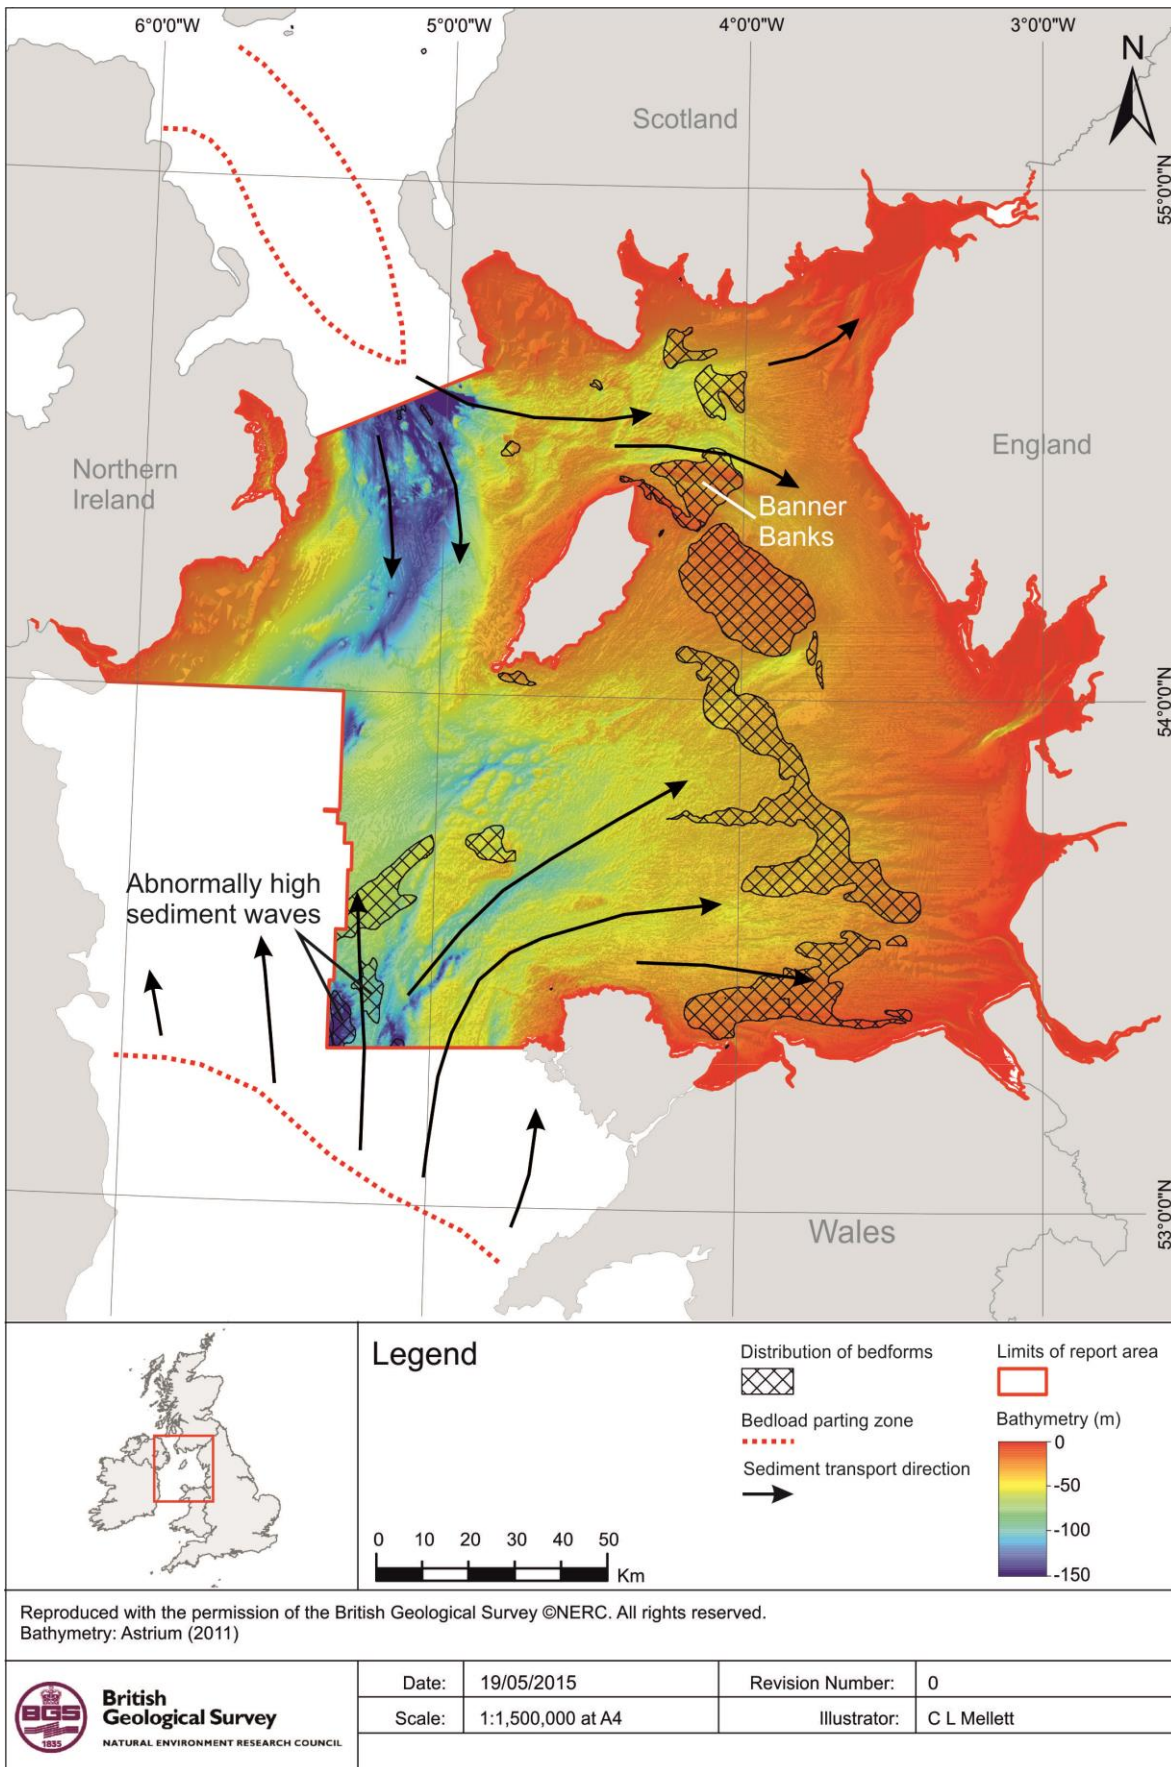 6°0'0"W
5°0'0"W
4°0'0"W
3°0'0"W
N
Scotland
55°0'0"N
Northern
Ireland
England
Banner
Banks
54°0'0"N
Abnormally high
sediment waves
53°0'0"N
Wales
Legend
Distribution of bedforms
Limits of report area
Bedload parting zone
Bathymetry (m)
Sediment transport direction
0
-50
-100
-150
0 10 20 30 40 50
Km
Reproduced with the permission of the British Geological Survey ©NERC. All rights reserved.
Bathymetry: Astrium (2011)
BGS
1835
British
Geological Survey
NATURAL ENVIRONMENT RESEARCH COUNCIL
Date: 19/05/2015 Revision Number: 0
Scale: 1:1,500,000 at A4 Illustrator: C L Mellett